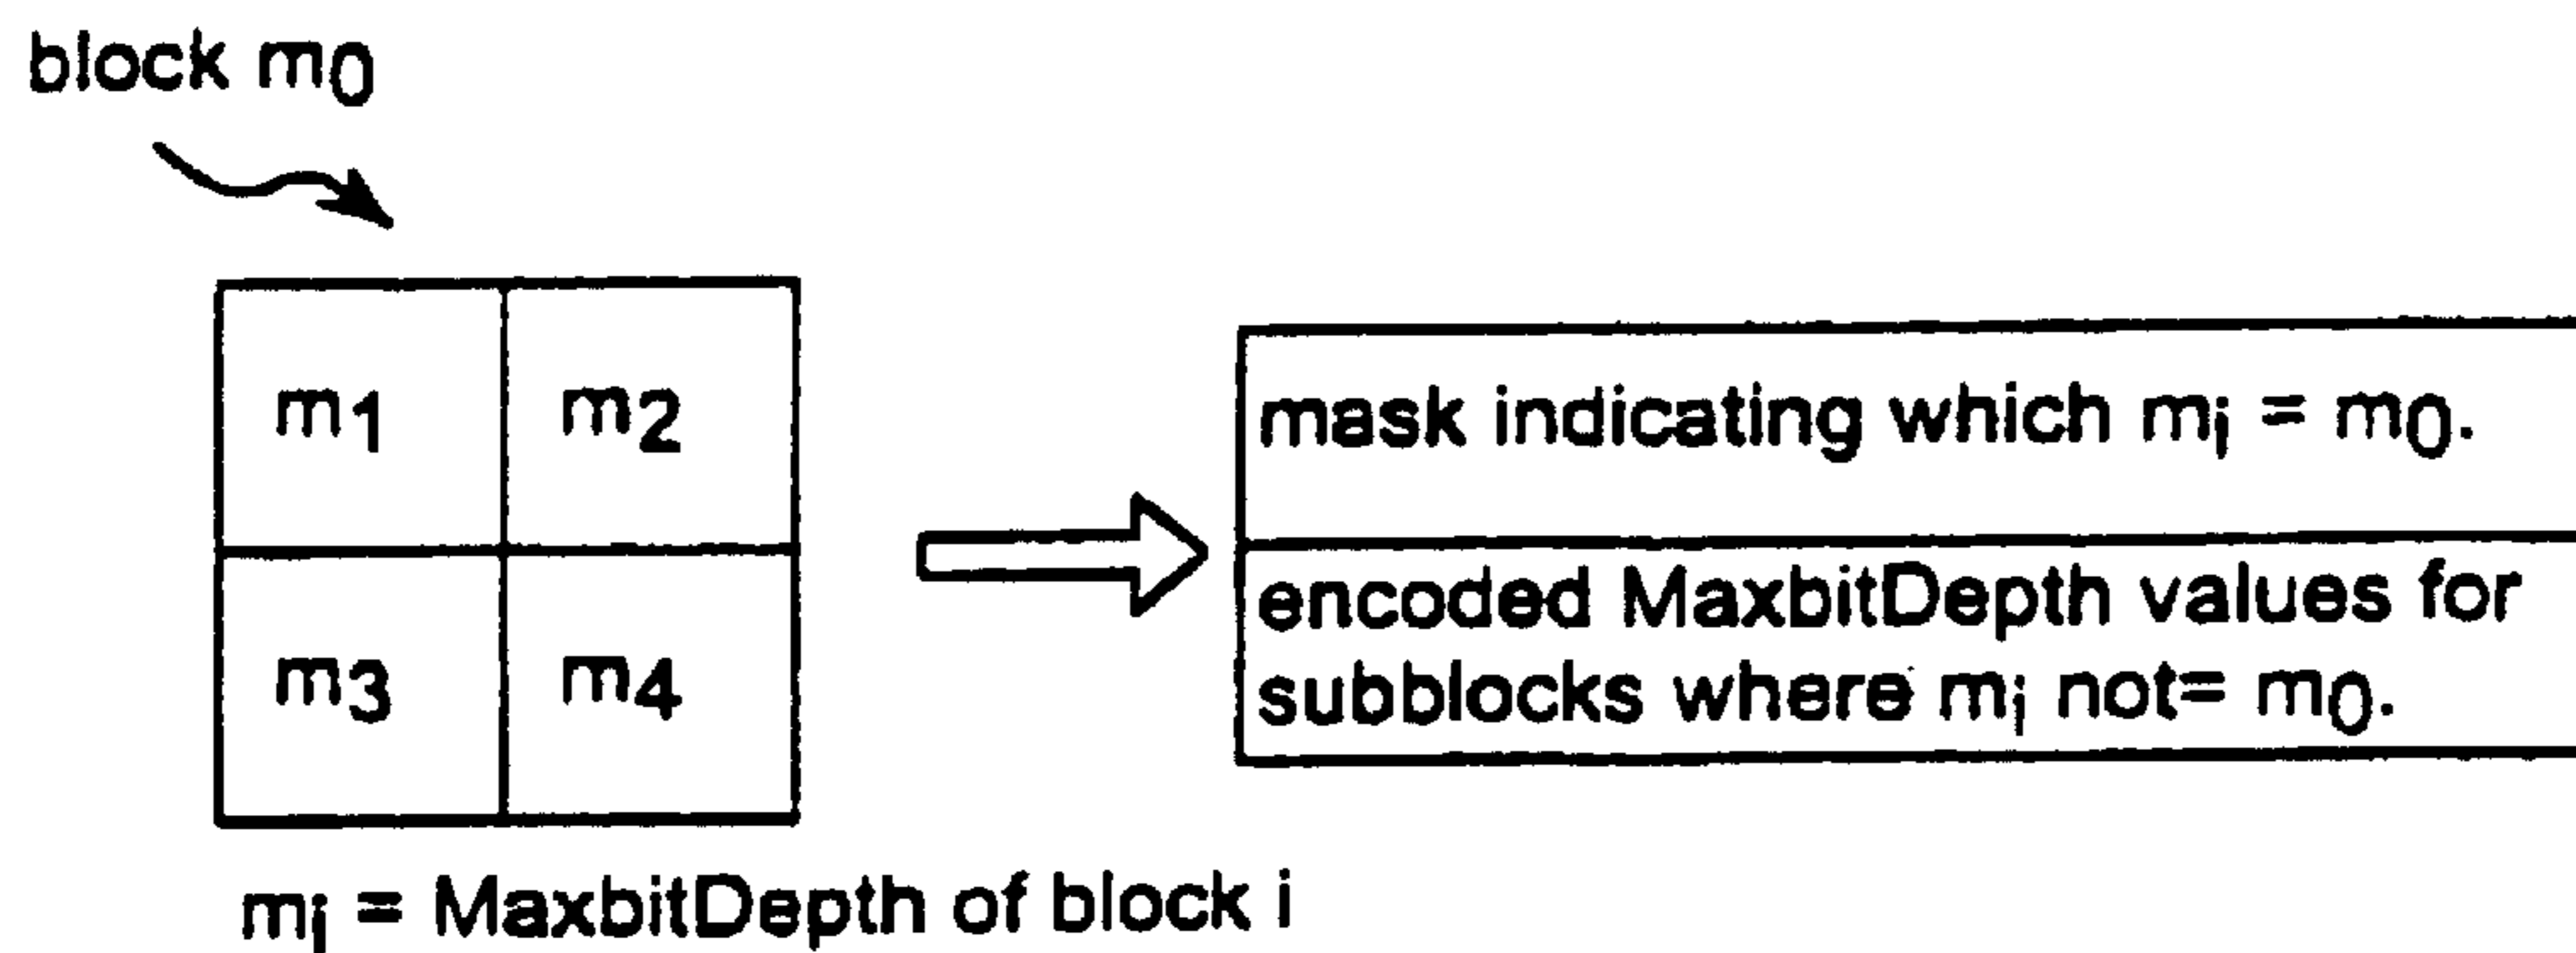 block m₀
m₁ m₂
m₃ m₄
mask indicating which mᵢ = m₀.
encoded MaxbitDepth values for
subblocks where mᵢ not= m₀.
mᵢ = MaxbitDepth of block i